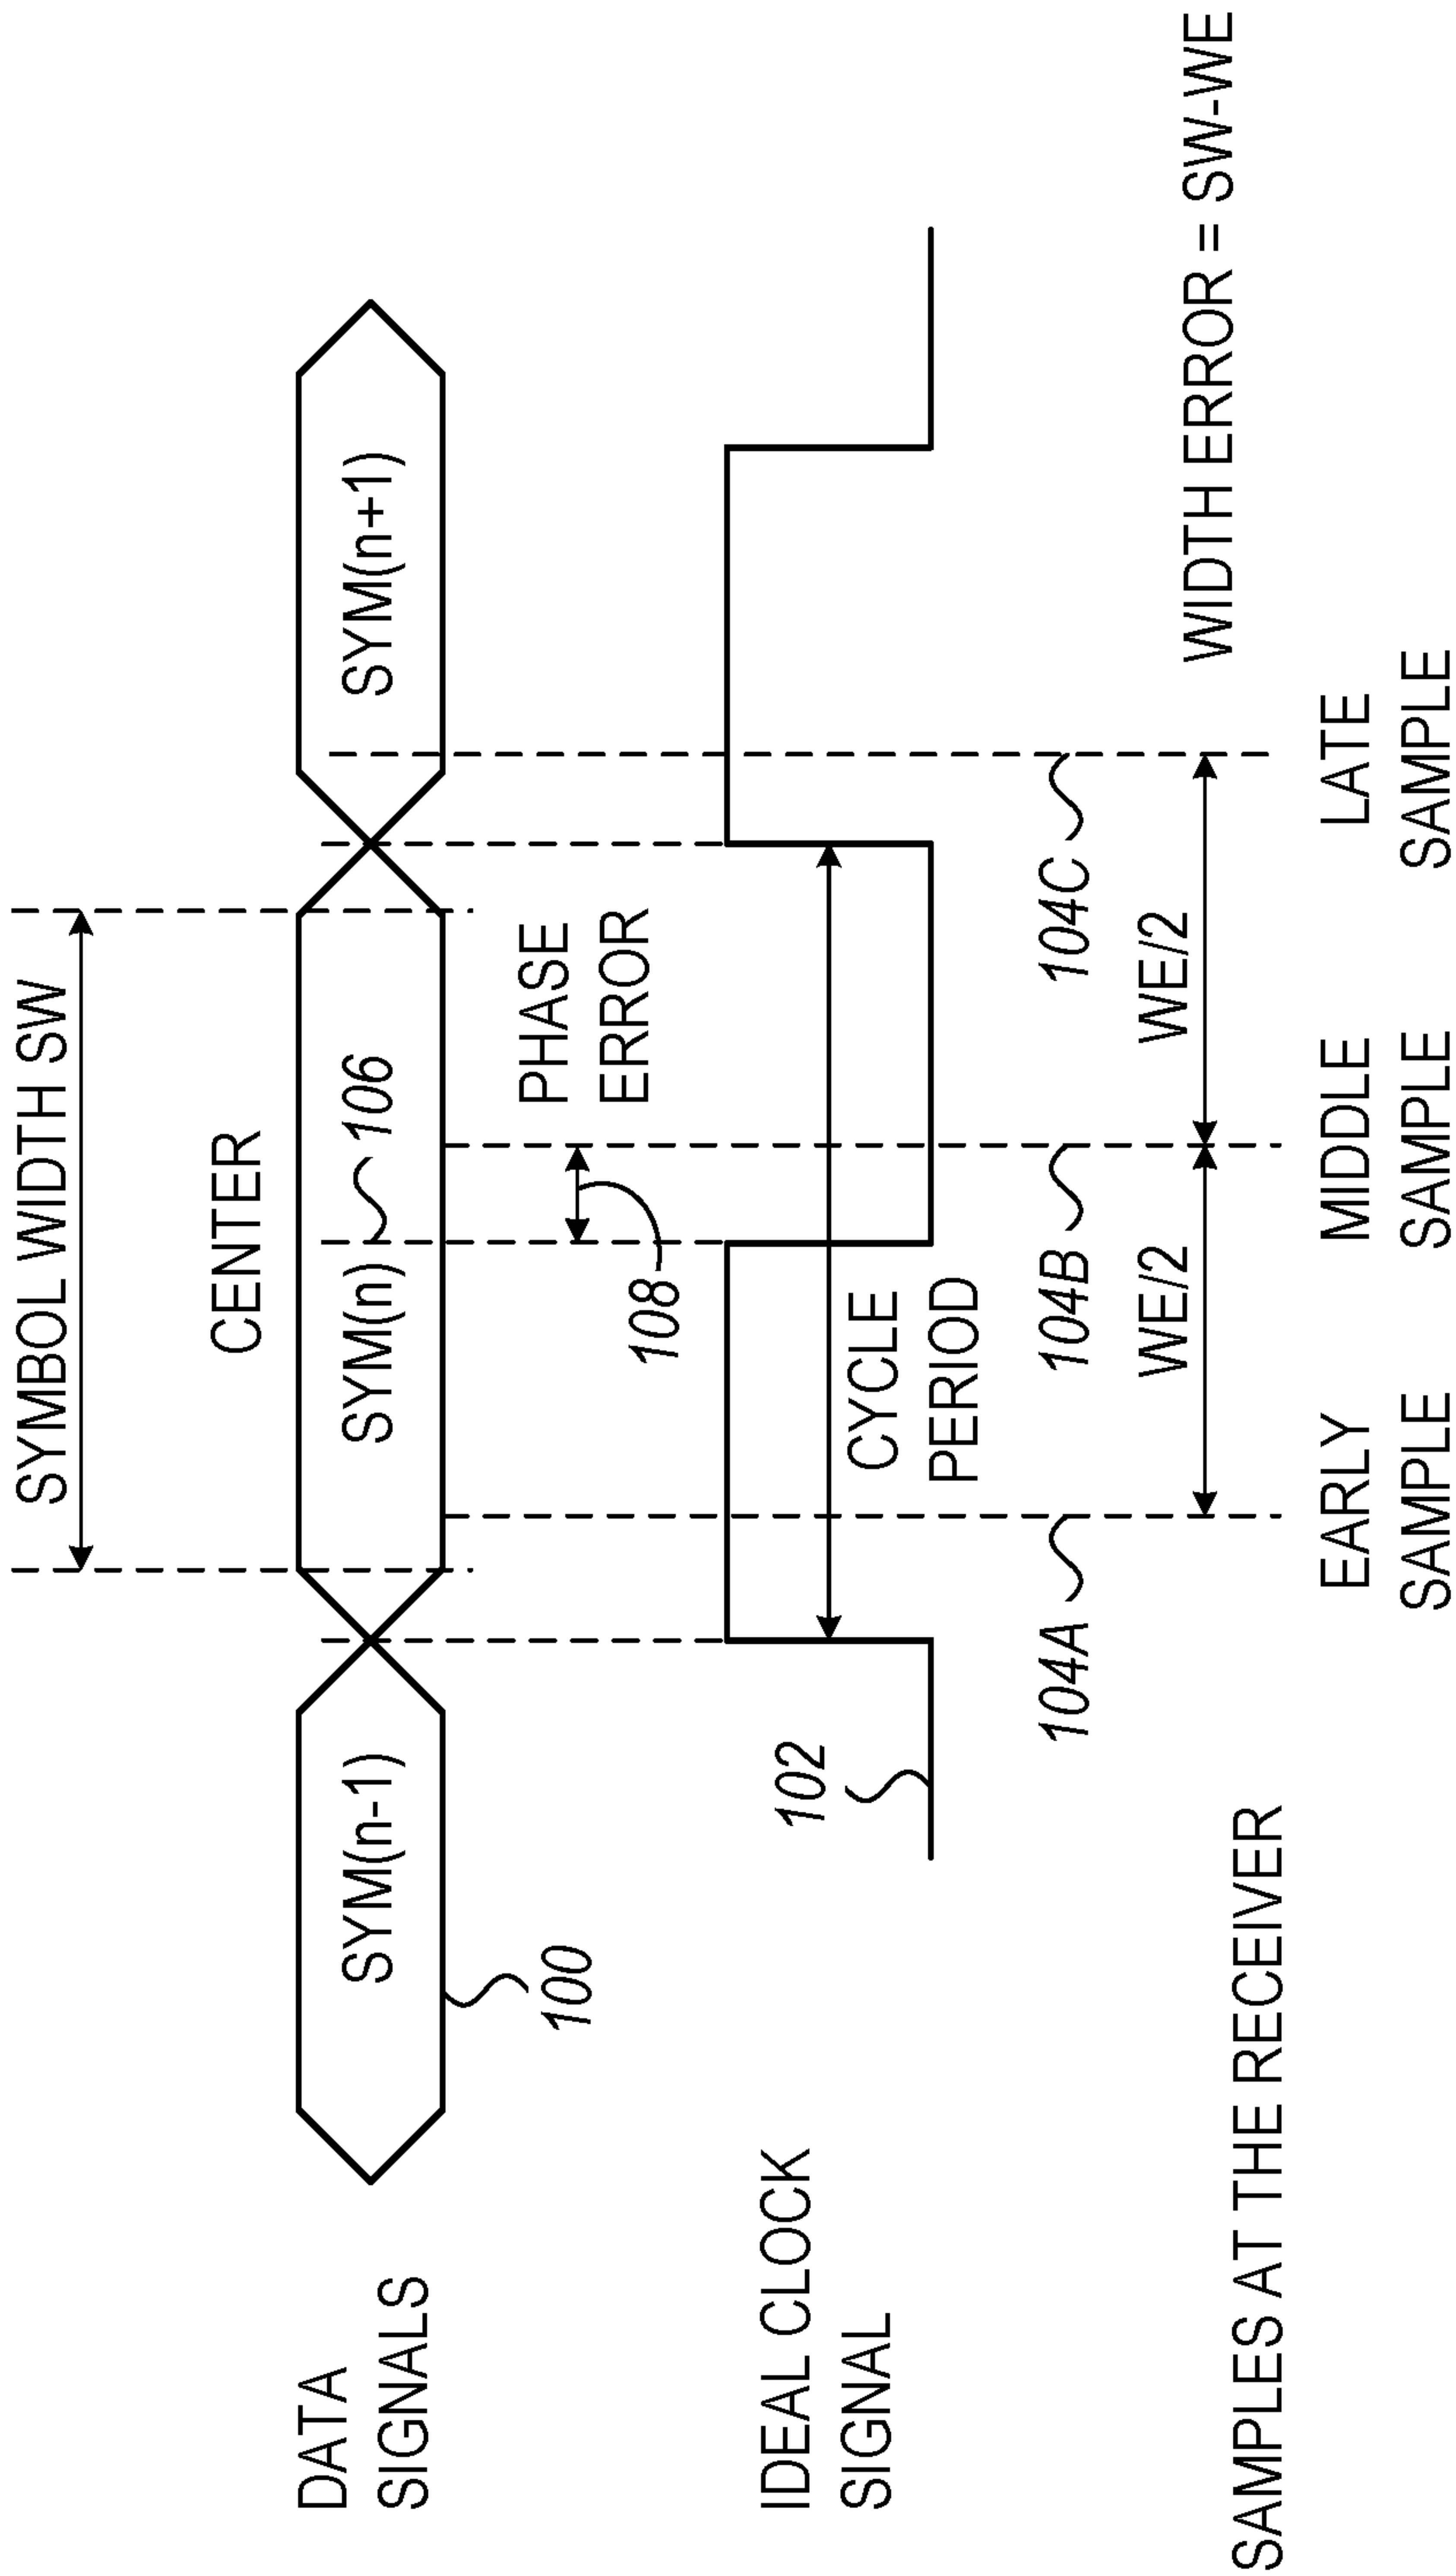 SYMBOL WIDTH SW
CENTER
DATA
SIGNALS
SYM(n-1)
SYM(n)
106
SYM(n+1)
100
PHASE
ERROR
108
IDEAL CLOCK
SIGNAL
102
CYCLE
PERIOD
104A
104B
104C
WE/2
WE/2
WIDTH ERROR = SW-WE
SAMPLES AT THE RECEIVER
EARLY
SAMPLE
MIDDLE
SAMPLE
LATE
SAMPLE